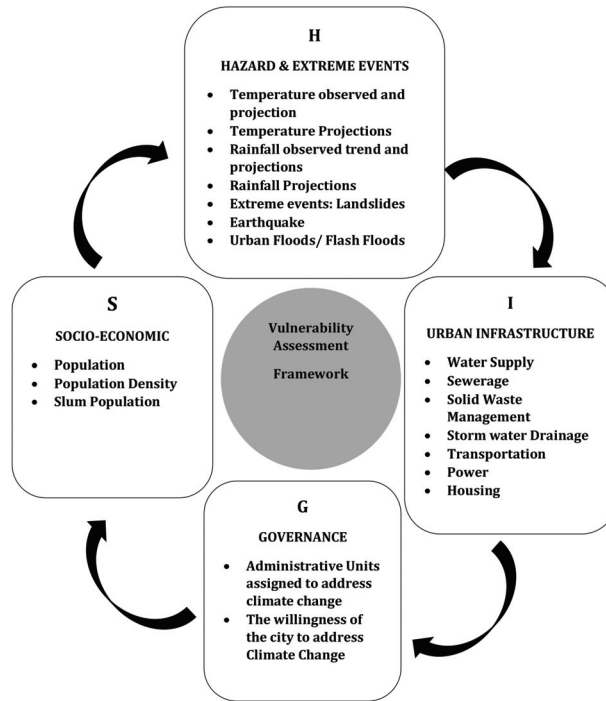 H
HAZARD & EXTREME EVENTS
• Temperature observed and
projection
• Temperature Projections
• Rainfall observed trend and
projections
• Rainfall Projections
• Extreme events: Landslides
• Earthquake
• Urban Floods/ Flash Floods
S
SOCIO-ECONOMIC
• Population
• Population Density
• Slum Population
Vulnerability
Assessment
Framework
I
URBAN INFRASTRUCTURE
• Water Supply
• Sewerage
• Solid Waste
Management
• Storm water Drainage
• Transportation
• Power
• Housing
G
GOVERNANCE
• Administrative Units
assigned to address
climate change
• The willingness of
the city to address
Climate Change